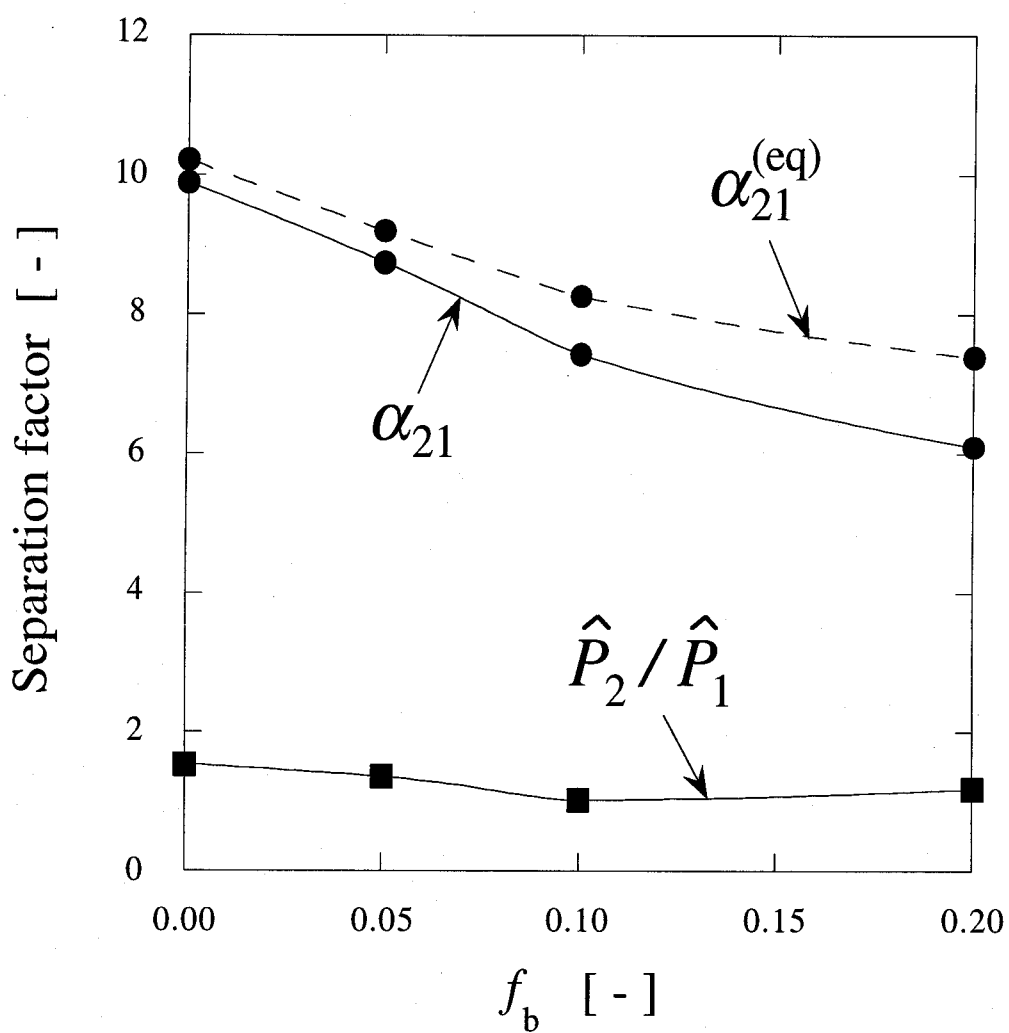 12
10
8
6
4
2
0
Separation factor [ - ]
α₂₁^(eq)
α₂₁
P̂₂ / P̂₁
0.00 0.05 0.10 0.15 0.20
f_b [ - ]